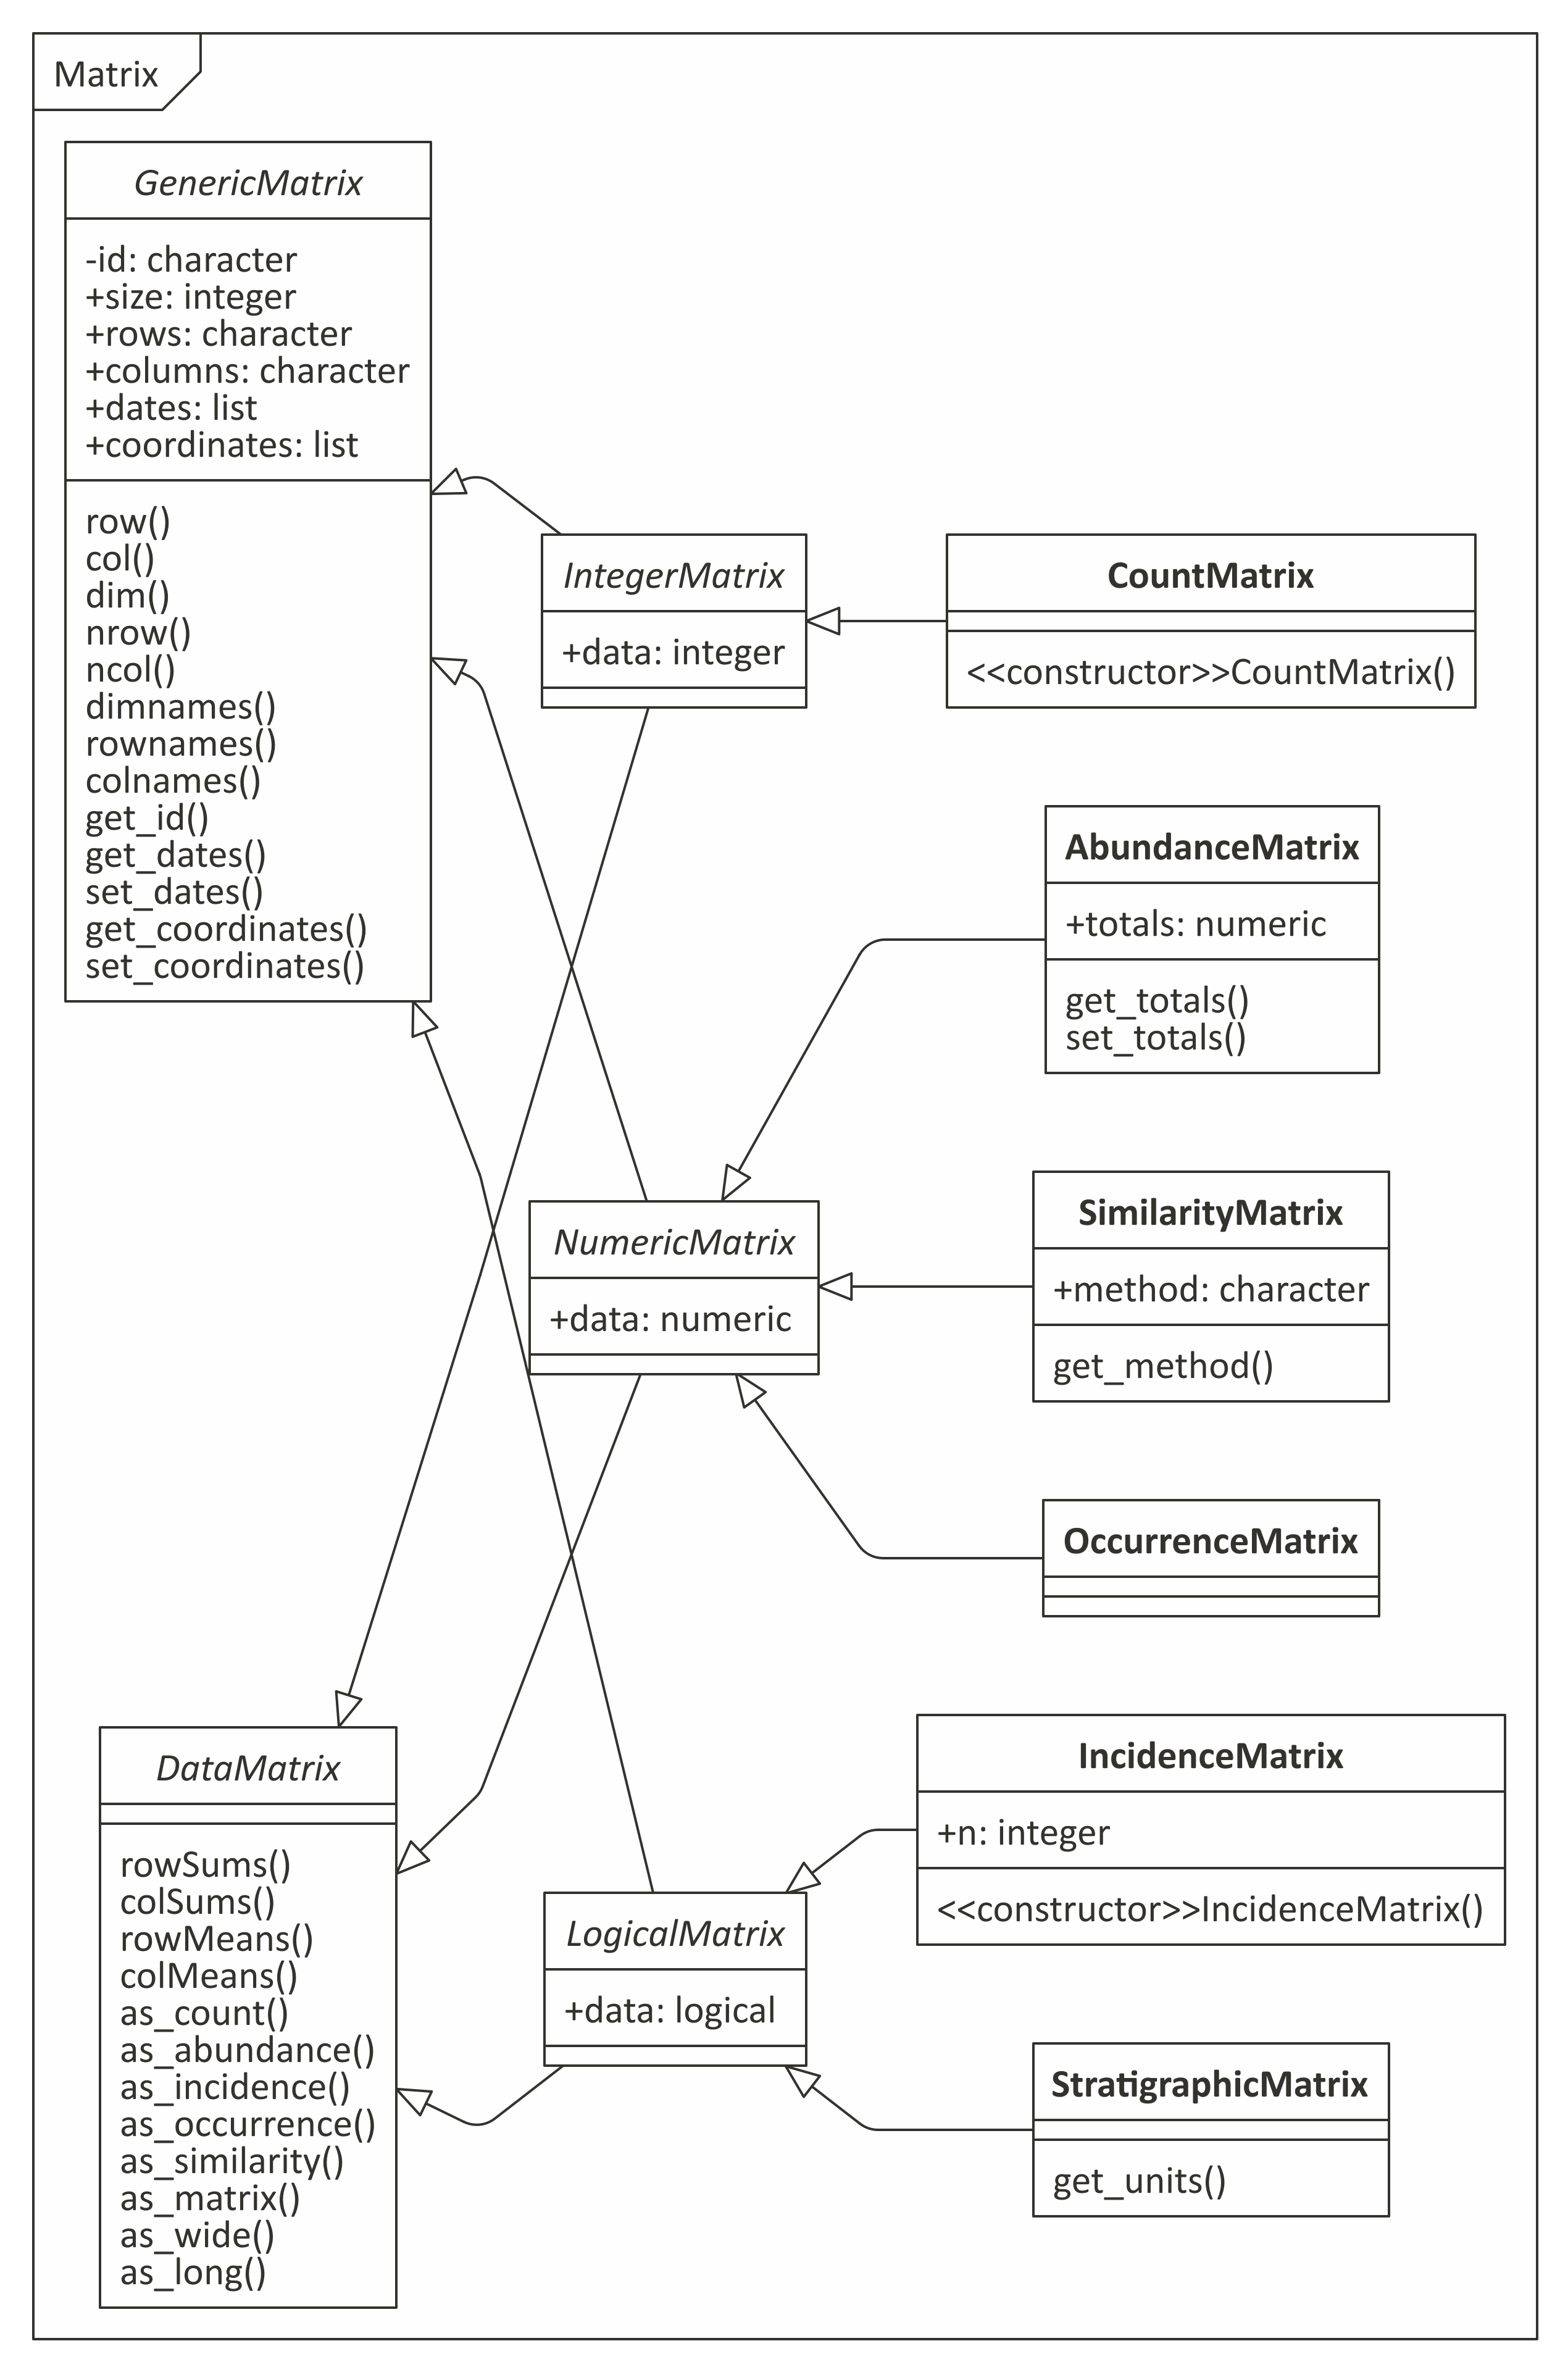 Matrix
GenericMatrix
-id: character
+size: integer
+rows: character
+columns: character
+dates: list
+coordinates: list
row()
col()
dim()
nrow()
ncol()
dimnames()
rownames()
colnames()
get_id()
get_dates()
set_dates()
get_coordinates()
set_coordinates()
IntegerMatrix
+data: integer
CountMatrix
<<constructor>>CountMatrix()
AbundanceMatrix
+totals: numeric
get_totals()
set_totals()
NumericMatrix
+data: numeric
SimilarityMatrix
+method: character
get_method()
OccurrenceMatrix
DataMatrix
rowSums()
colSums()
rowMeans()
colMeans()
as_count()
as_abundance()
as_incidence()
as_occurrence()
as_similarity()
as_matrix()
as_wide()
as_long()
LogicalMatrix
+data: logical
IncidenceMatrix
+n: integer
<<constructor>>IncidenceMatrix()
StratigraphicMatrix
get_units()